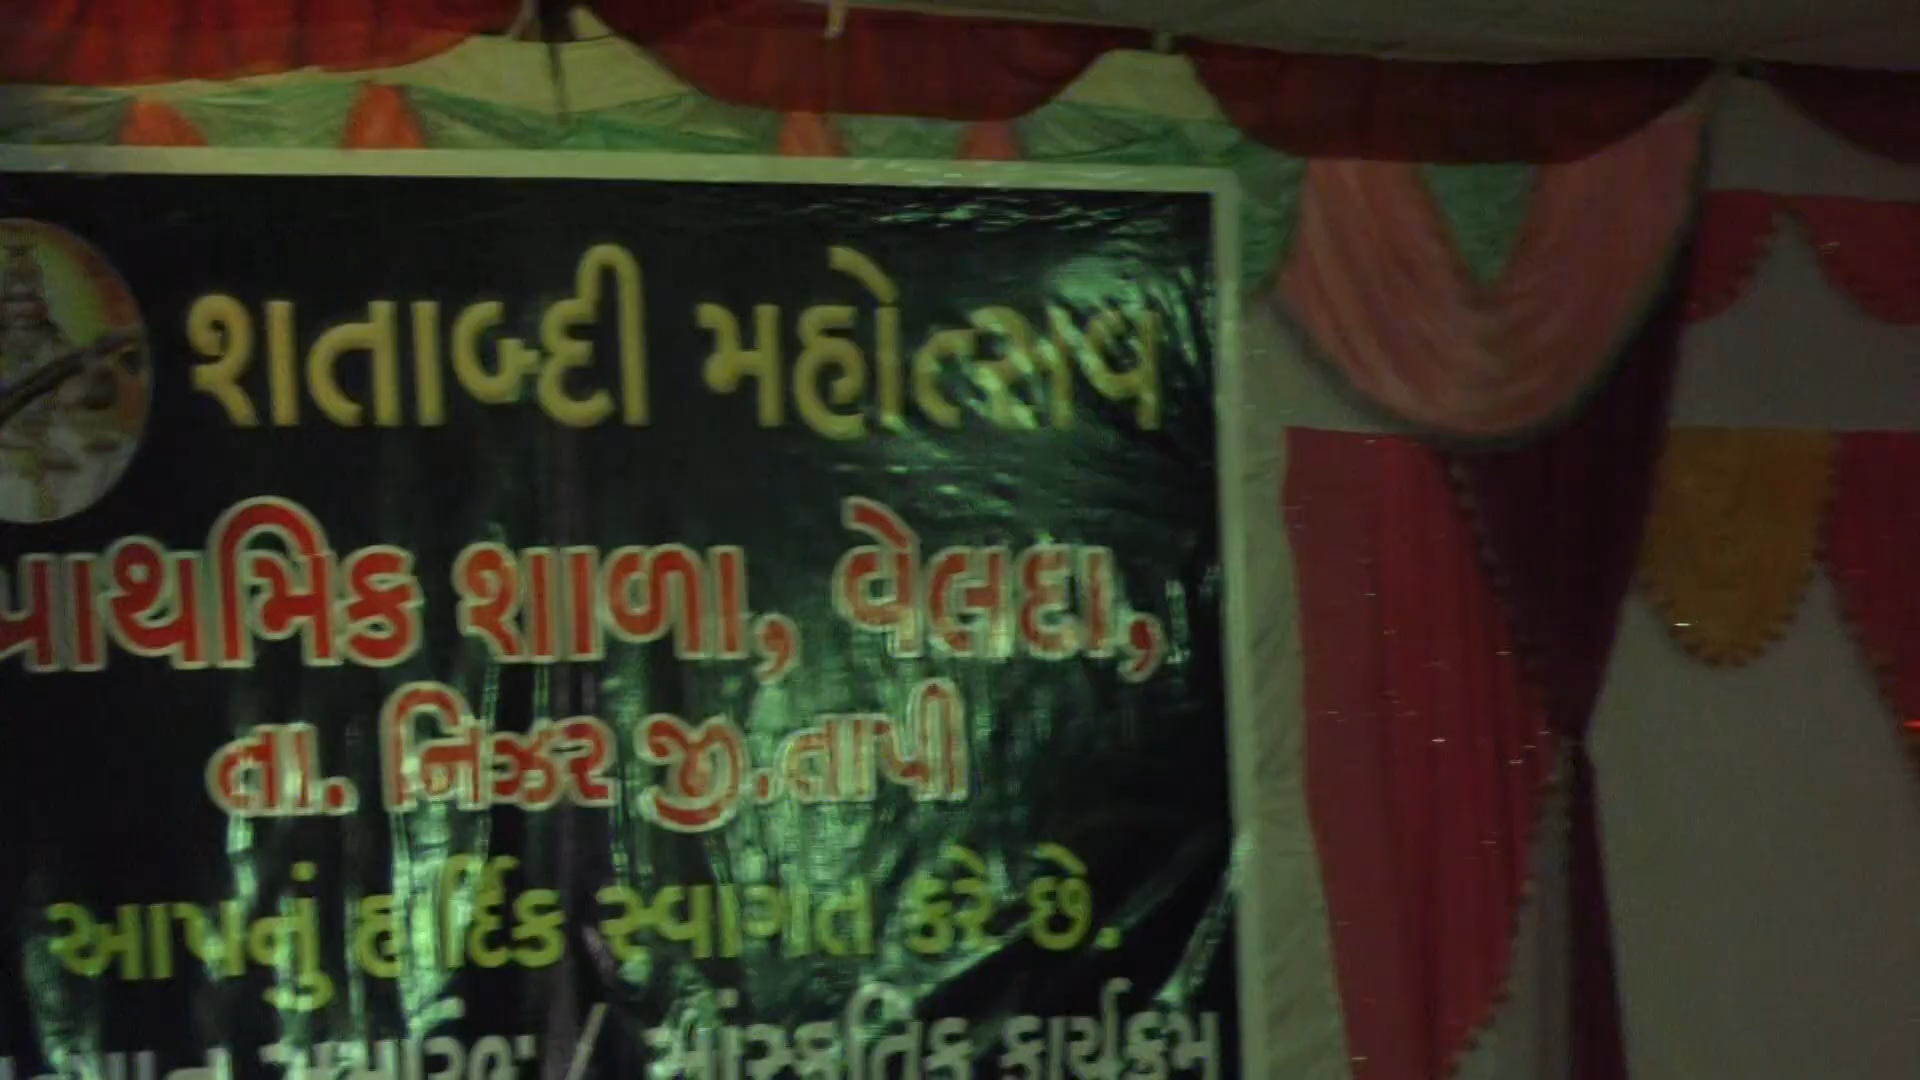 શતાબ્દી મહોત્સવ
પ્રાથમિક શાળા, વેલદા,
તા. નિઝર જી.તાપી
આપનું હાર્દિક સ્વાગત કરે છે.
/ સાંસ્કૃતિક કાર્યક્રમ